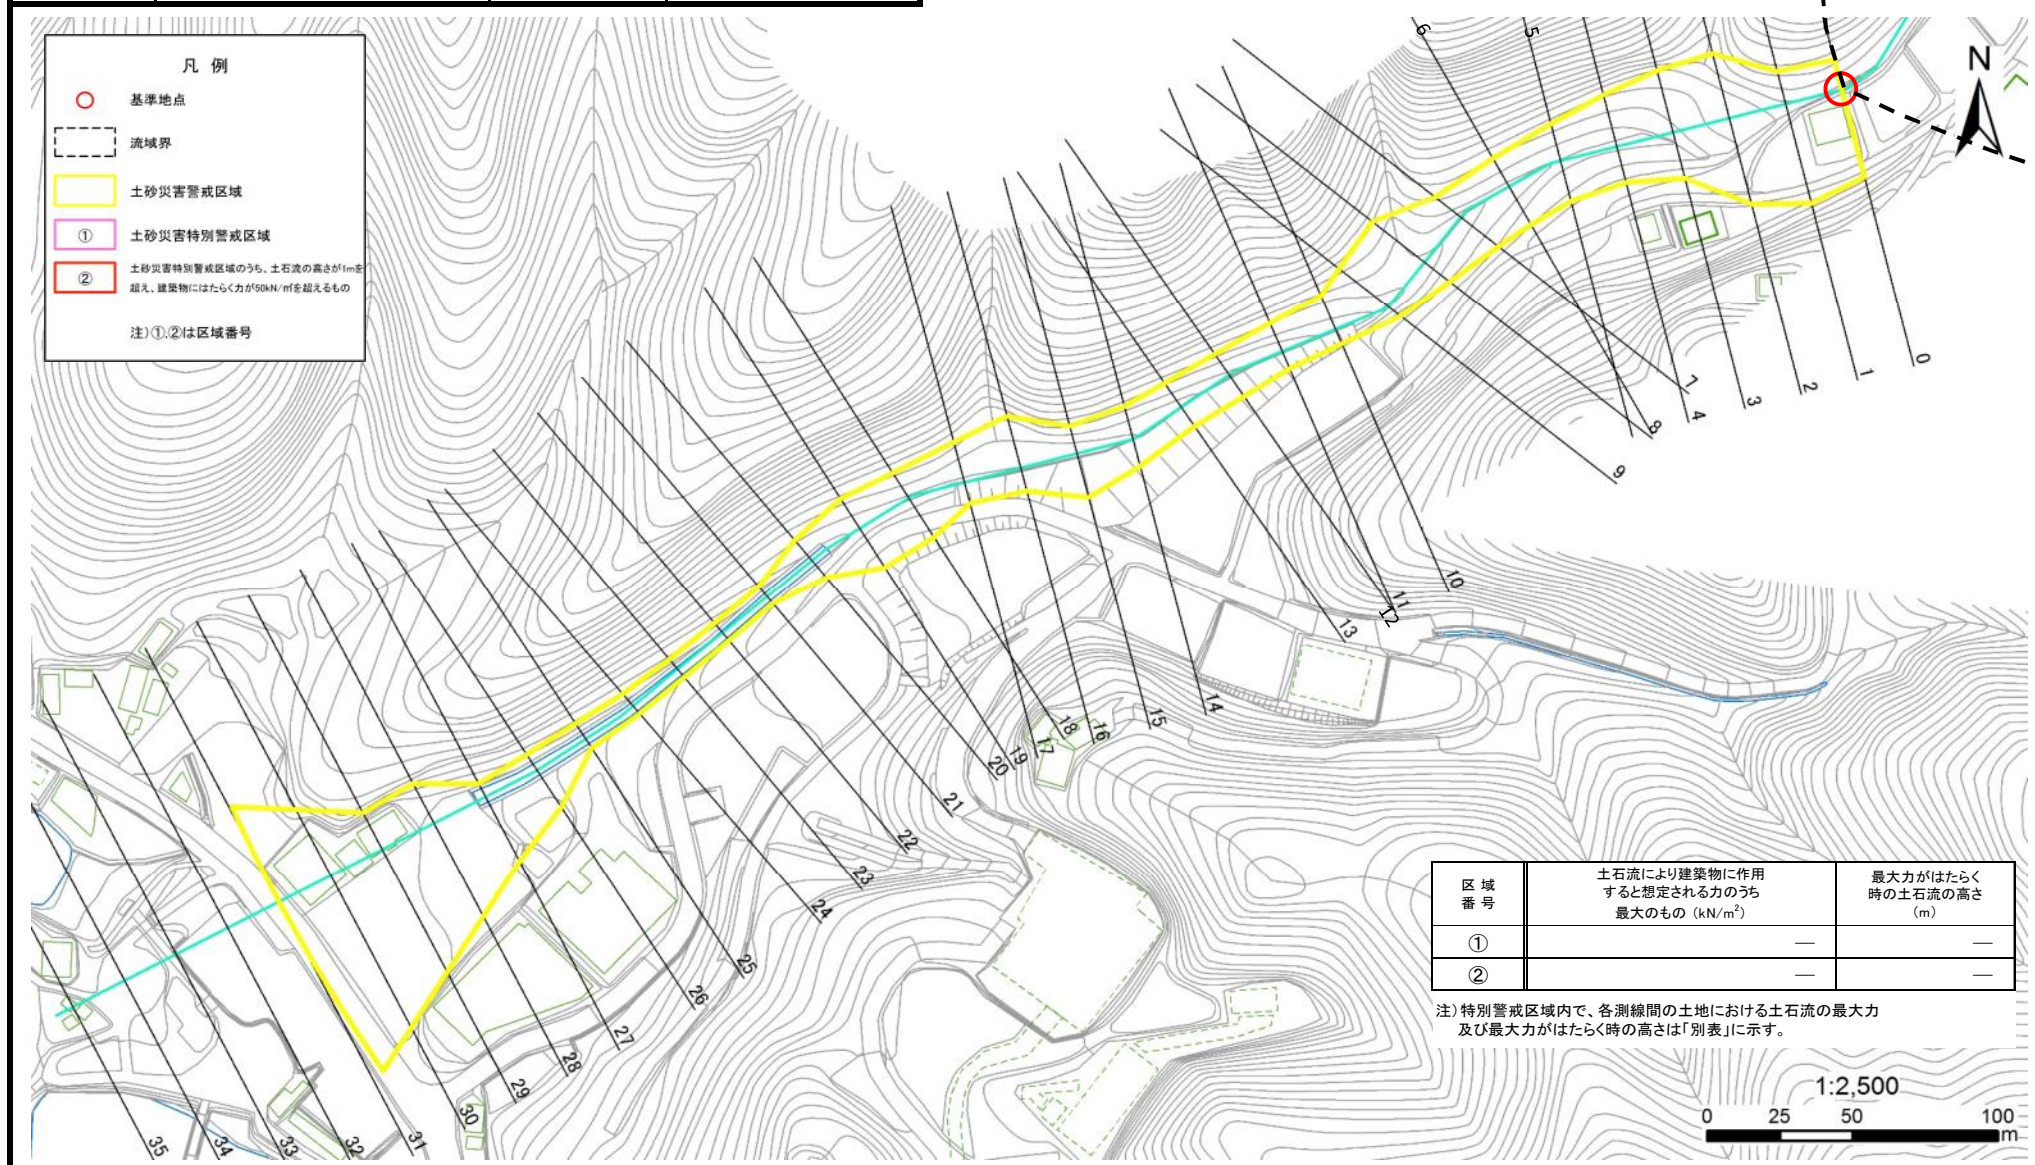 凡 例
基準地点
流域界
土砂災害警戒区域
① 土砂災害特別警戒区域
② 土砂災害特別警戒区域のうち、土石流の高さが1mを
超え、建築物にはたらく力が50kN/㎡を超えるもの
注)①,②は区域番号
N
0
1
2
3
4
5
6
7
8
9
10
11
12
13
14
15
16
17
18
19
20
21
22
23
24
25
26
27
28
29
30
31
32
33
34
35
区 域
番 号
土石流により建築物に作用
すると想定される力のうち
最大のもの (kN/m²)
最大力がはたらく
時の土石流の高さ
(m)
① — —
② — —
注)特別警戒区域内で、各測線間の土地における土石流の最大力
及び最大力がはたらく時の高さは「別表」に示す。
1:2,500
0 25 50 100
m